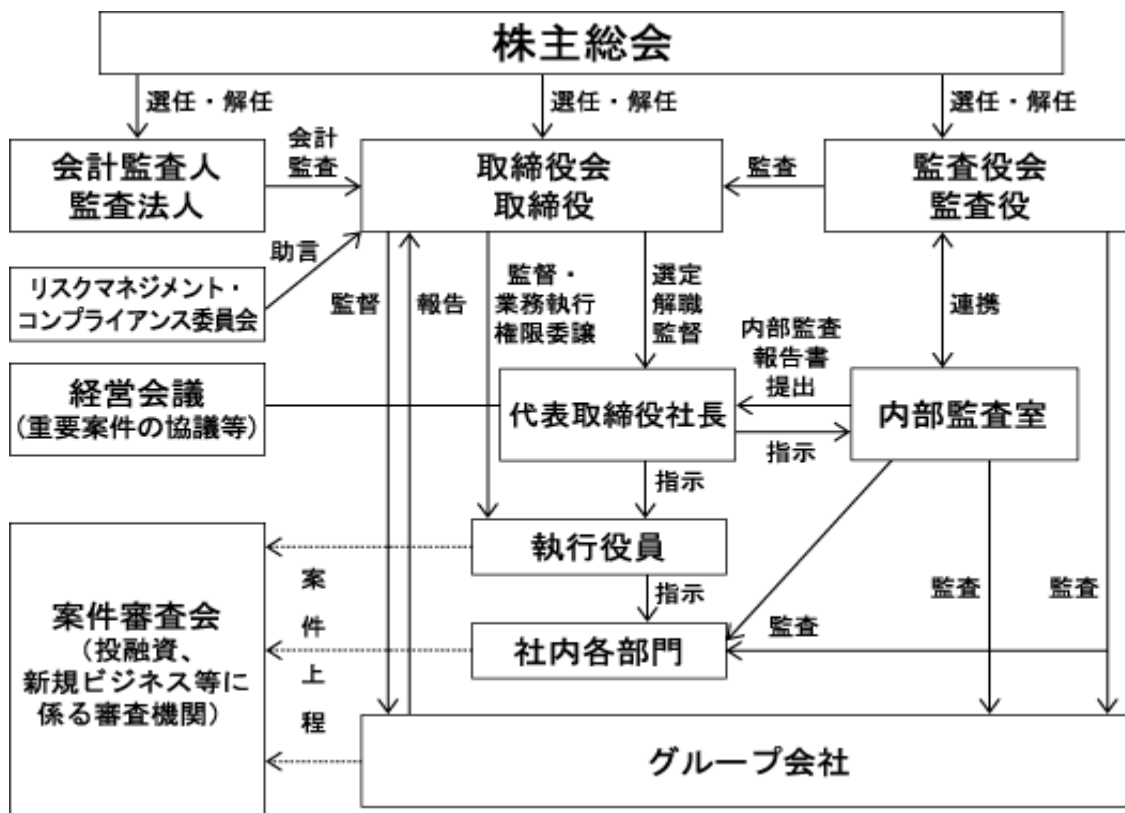 株主総会
選任・解任
選任・解任
選任・解任
会計監査人
監査法人
会計
監査
取締役会
取締役
監査
監査役会
監査役
助言
リスクマネジメント・
コンプライアンス委員会
監督
報告
監督・
業務執行
権限委譲
選定
解職
監督
連携
内部監査
報告書
提出
経営会議
(重要案件の協議等)
代表取締役社長
内部監査室
指示
指示
執行役員
案件上程
指示
監査
監査
監査
案件審査会
(投融資、
新規ビジネス等に
係る審査機関)
社内各部門
グループ会社